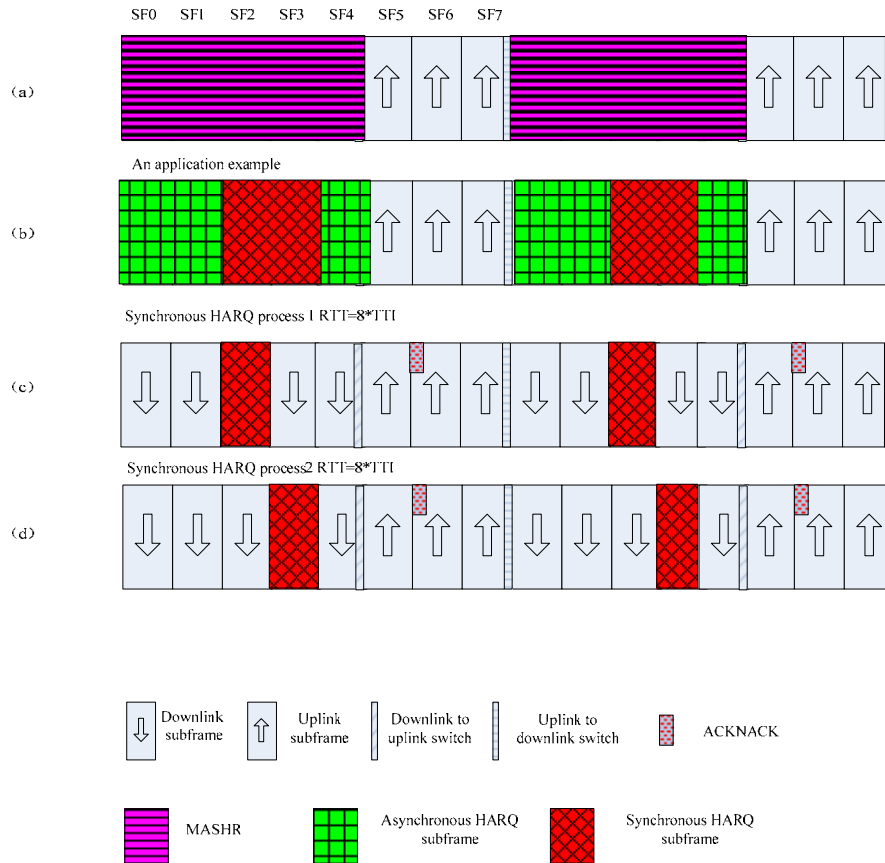 SF0 SF1 SF2 SF3 SF4 SF5 SF6 SF7
(a)
An application example
(b)
Synchronous HARQ process 1 RTT=8*TTI
(c)
Synchronous HARQ process2 RTT=8*TTI
(d)
Downlink subframe
Uplink subframe
Downlink to uplink switch
Uplink to downlink switch
ACKNACK
MASHR
Asynchronous HARQ subframe
Synchronous HARQ subframe